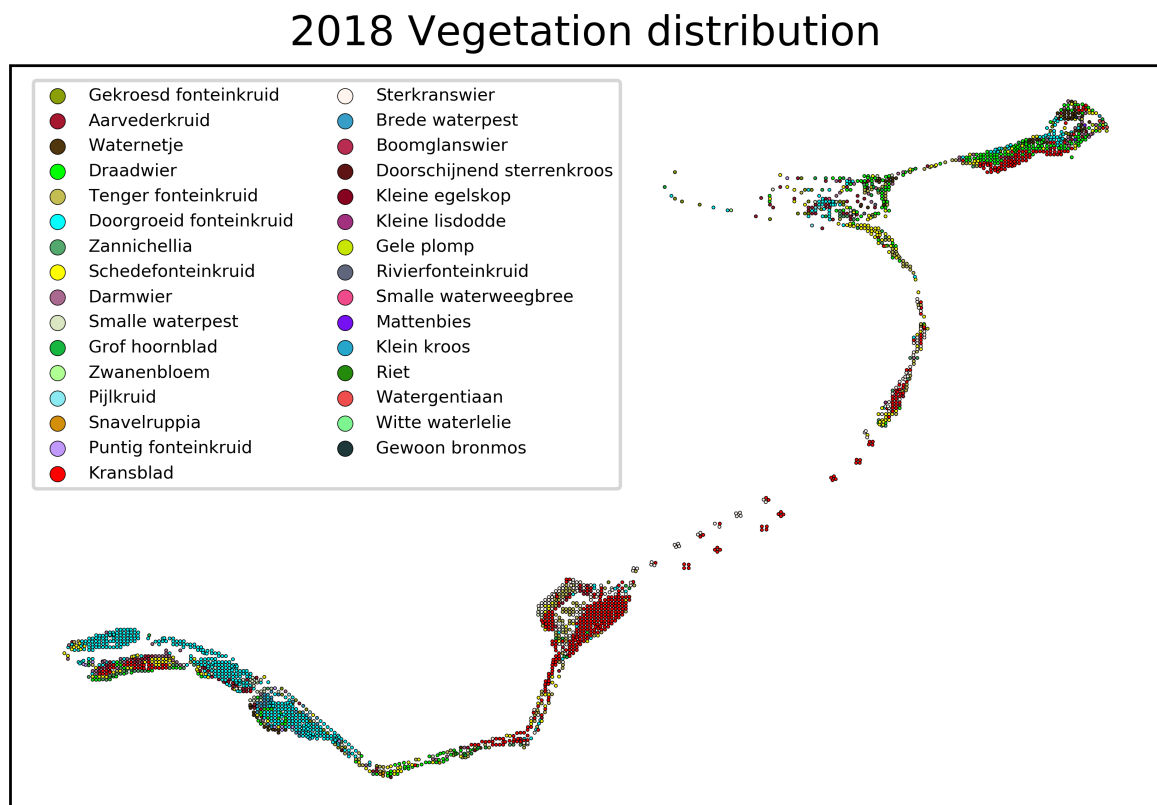 2018 Vegetation distribution
Gekroesd fonteinkruid
Aarvederkruid
Waternetje
Draadwier
Tenger fonteinkruid
Doorgroeid fonteinkruid
Zannichellia
Schedefonteinkruid
Darmwier
Smalle waterpest
Grof hoornblad
Zwanenbloem
Pijlkruid
Snavelruppia
Puntig fonteinkruid
Kransblad
Sterkranswier
Brede waterpest
Boomglanswier
Doorschijnend sterrenkroos
Kleine egelskop
Kleine lisdodde
Gele plomp
Rivierfonteinkruid
Smalle waterweegbree
Mattenbies
Klein kroos
Riet
Watergentiaan
Witte waterlelie
Gewoon bronmos